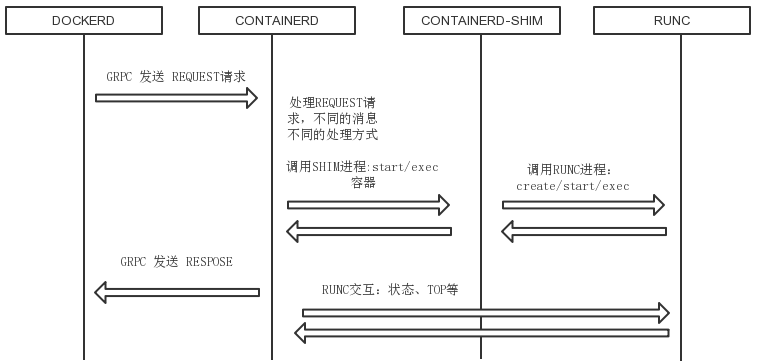 DOCKERD
CONTAINERD
CONTAINERD-SHIM
RUNC
GRPC 发送 REQUEST请求
处理REQUEST请
求，不同的消息
不同的处理方式
调用SHIM进程:start/exec
容器
调用RUNC进程：
create/start/exec
GRPC 发送 RESPOSE
RUNC交互：状态、TOP等